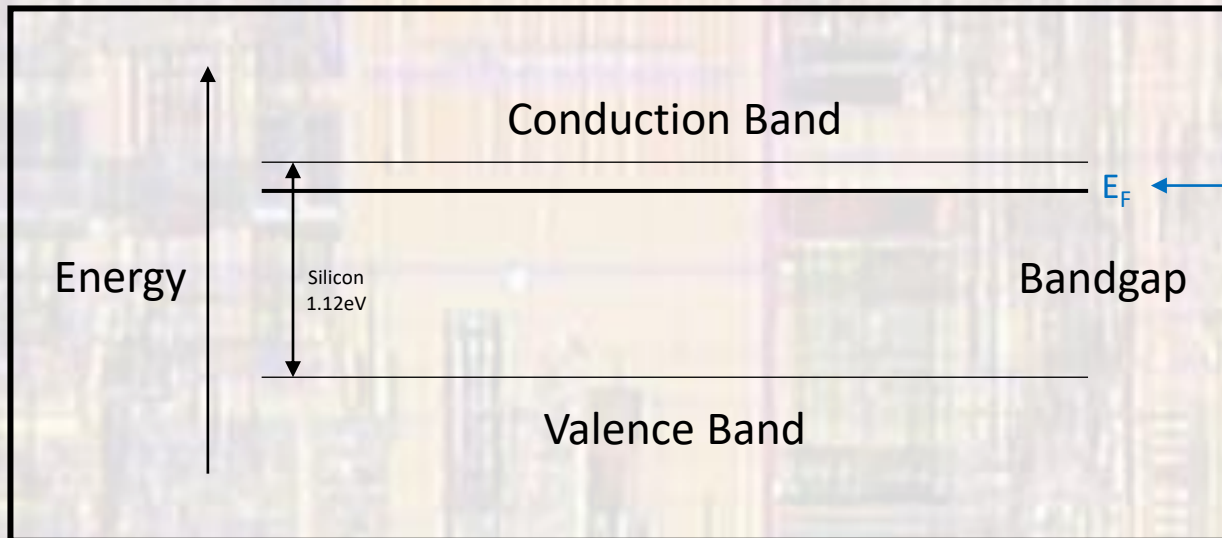 Conduction Band
E_F
Energy
Silicon
1.12eV
Bandgap
Valence Band